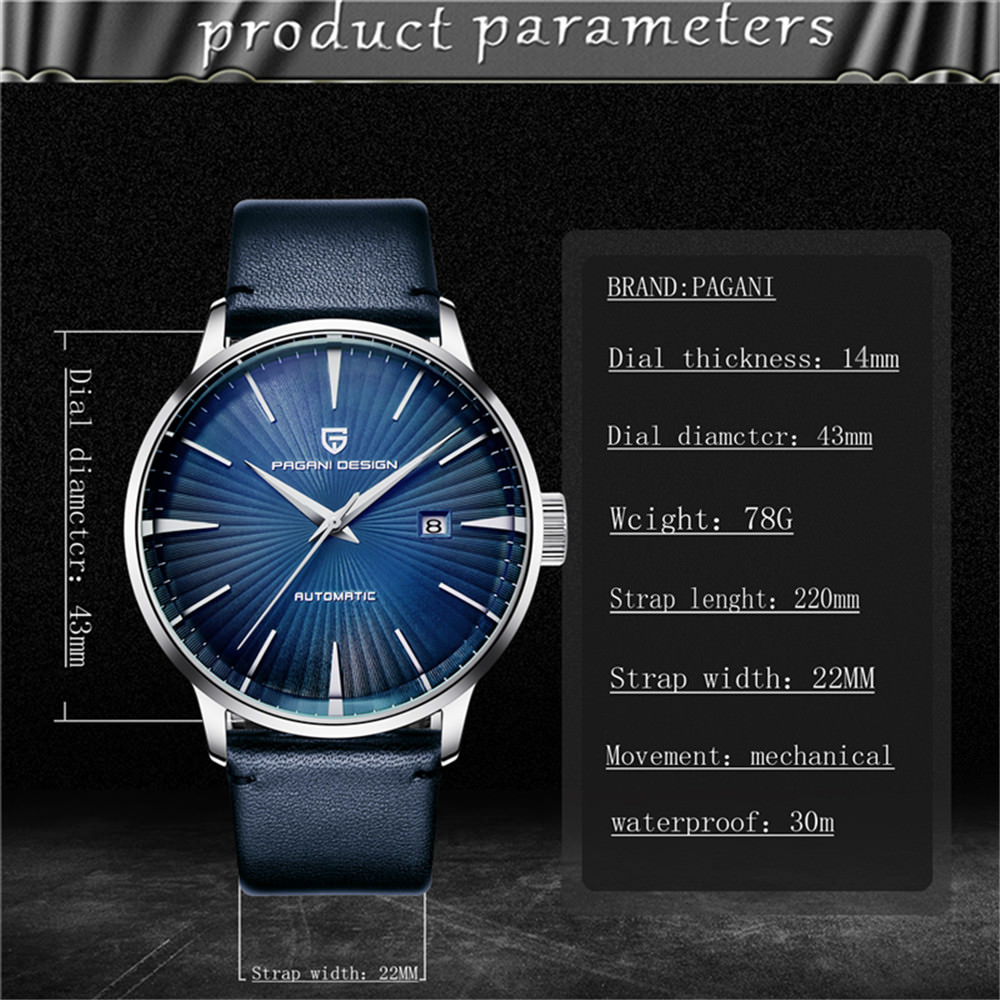 product parameters
BRAND:PAGANI
Dial thickness: 14mm
Dial diamctcr: 43mm
Wcight: 78G
Strap lenght: 220mm
Strap width: 22MM
Movement: mechanical
waterproof: 30m
Dial diamctcr: 43mm
PAGANI DESIGN
8
AUTOMATIC
Strap width: 22MM